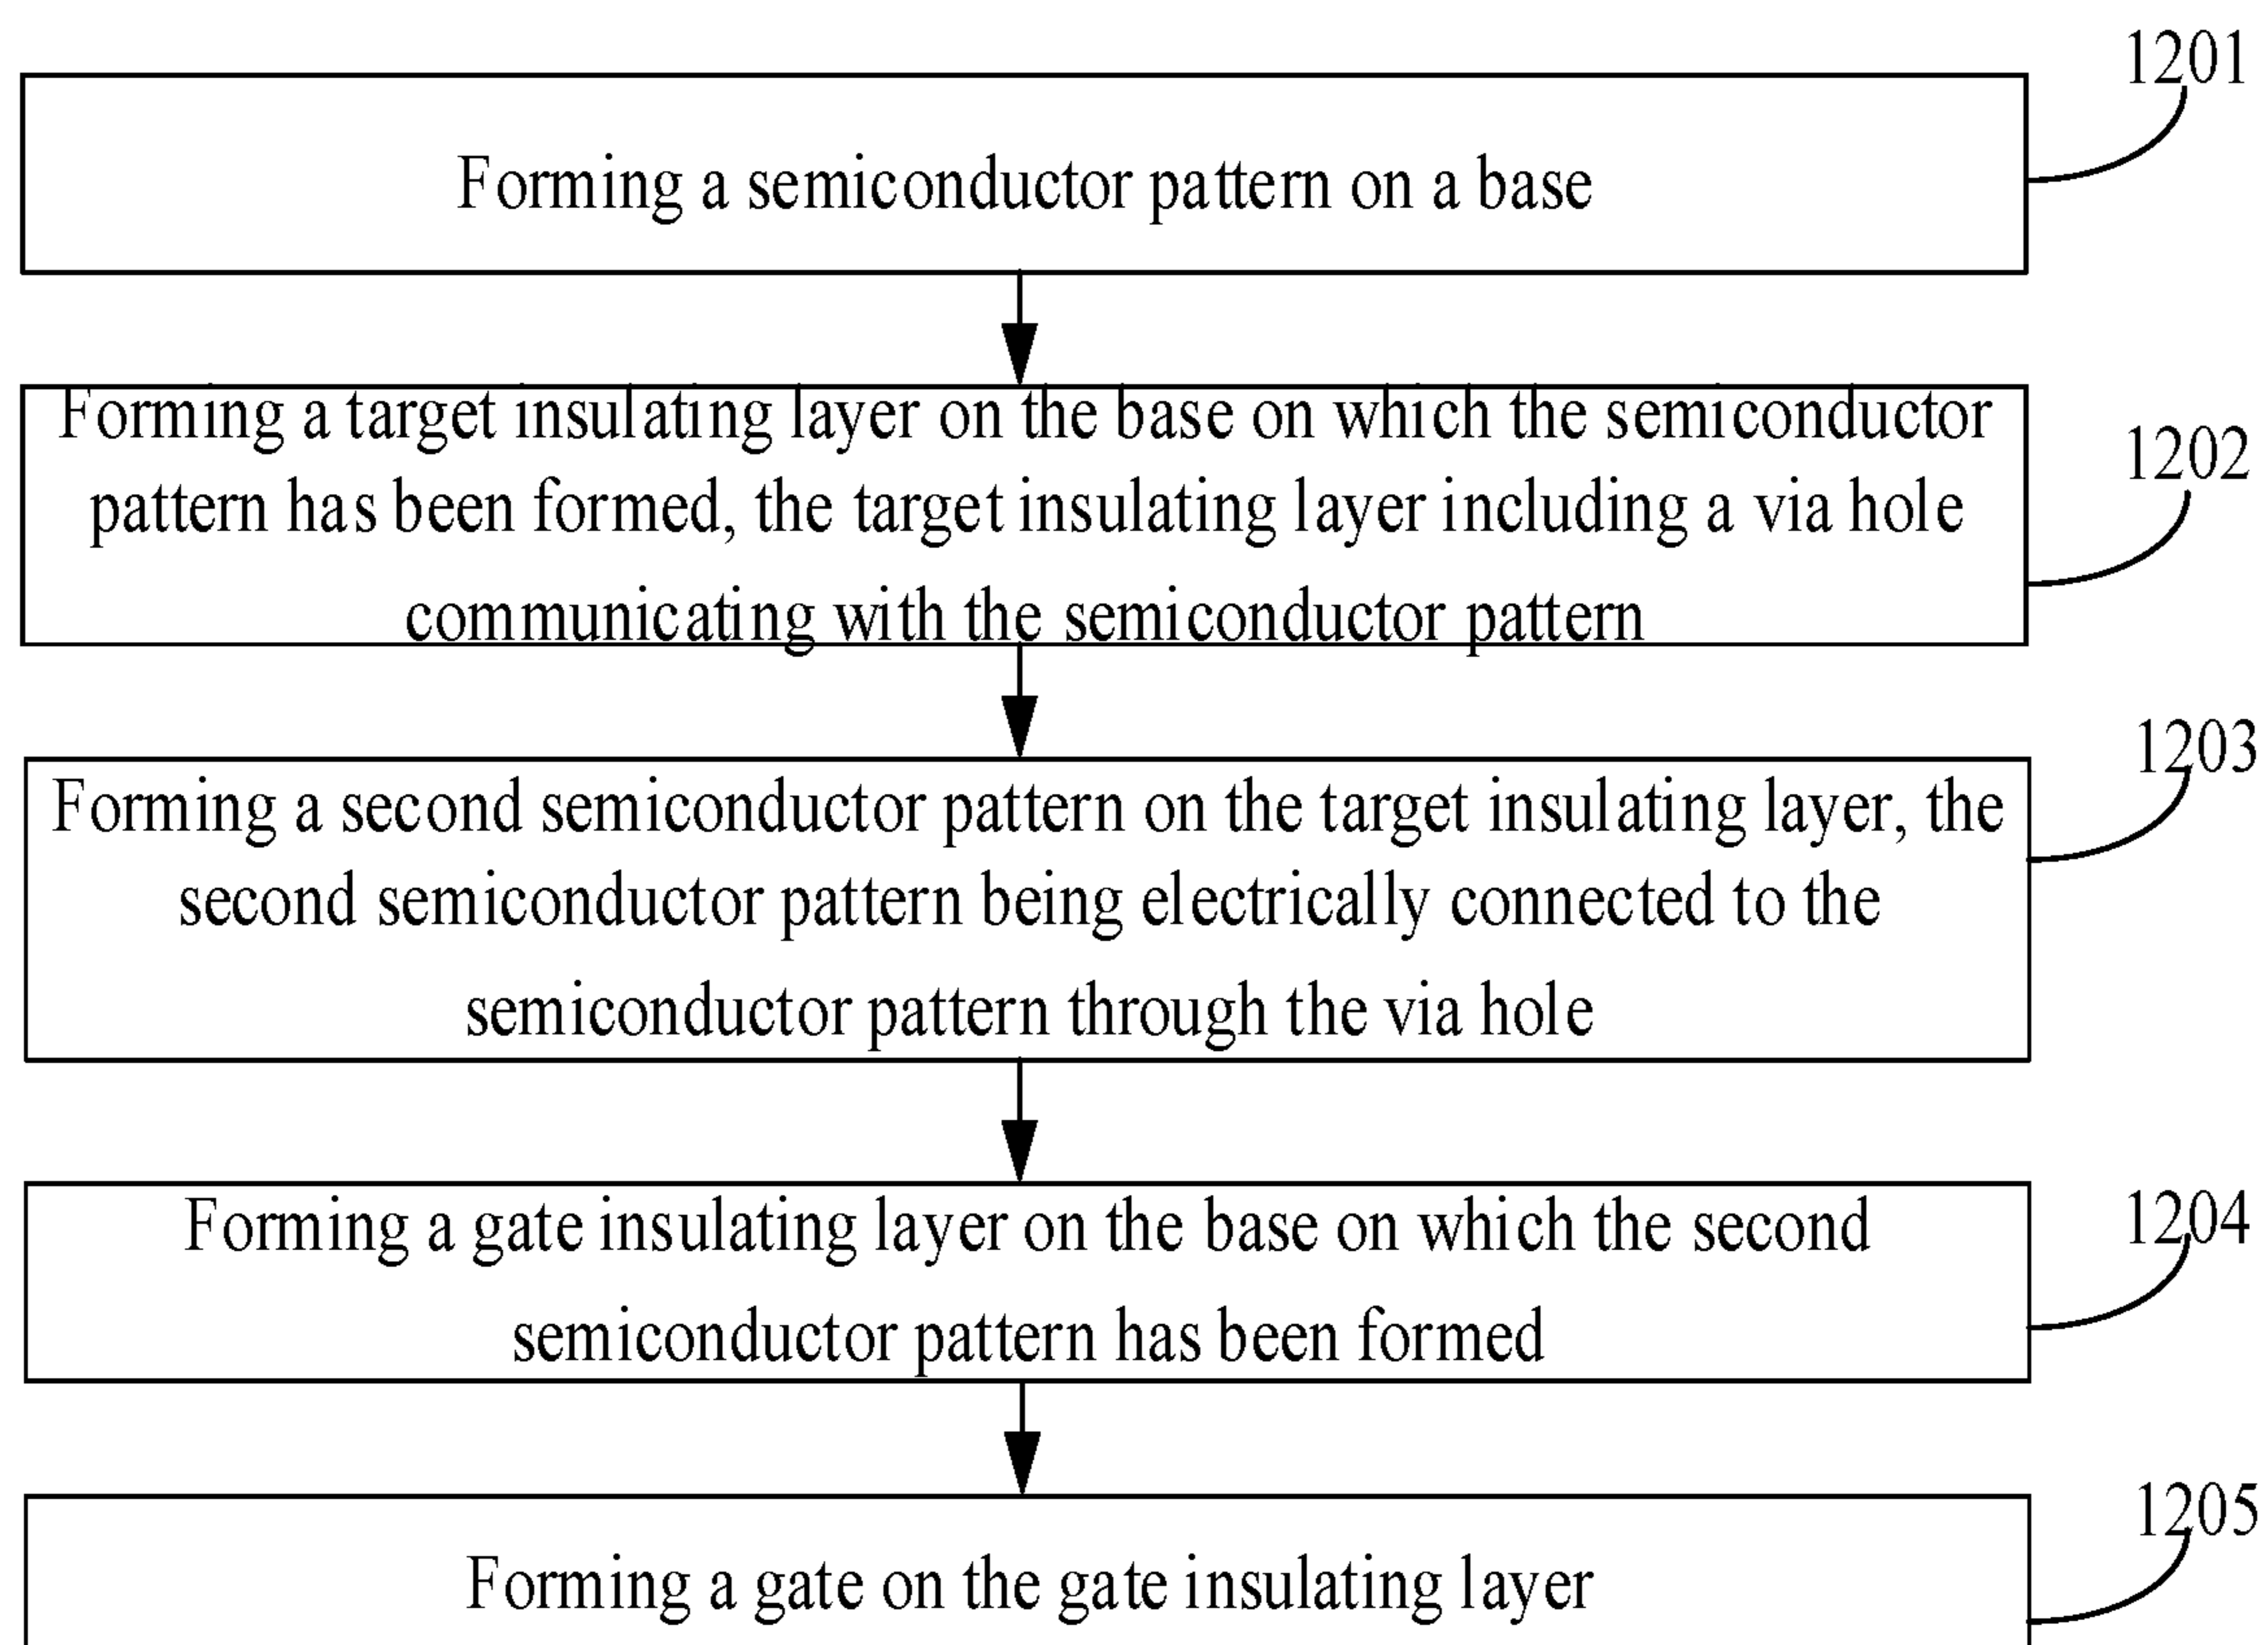 1201
Forming a semiconductor pattern on a base
Forming a target insulating layer on the base on which the semiconductor
pattern has been formed, the target insulating layer including a via hole
communicating with the semiconductor pattern
1202
Forming a second semiconductor pattern on the target insulating layer, the
second semiconductor pattern being electrically connected to the
semiconductor pattern through the via hole
1203
Forming a gate insulating layer on the base on which the second
semiconductor pattern has been formed
1204
Forming a gate on the gate insulating layer
1205